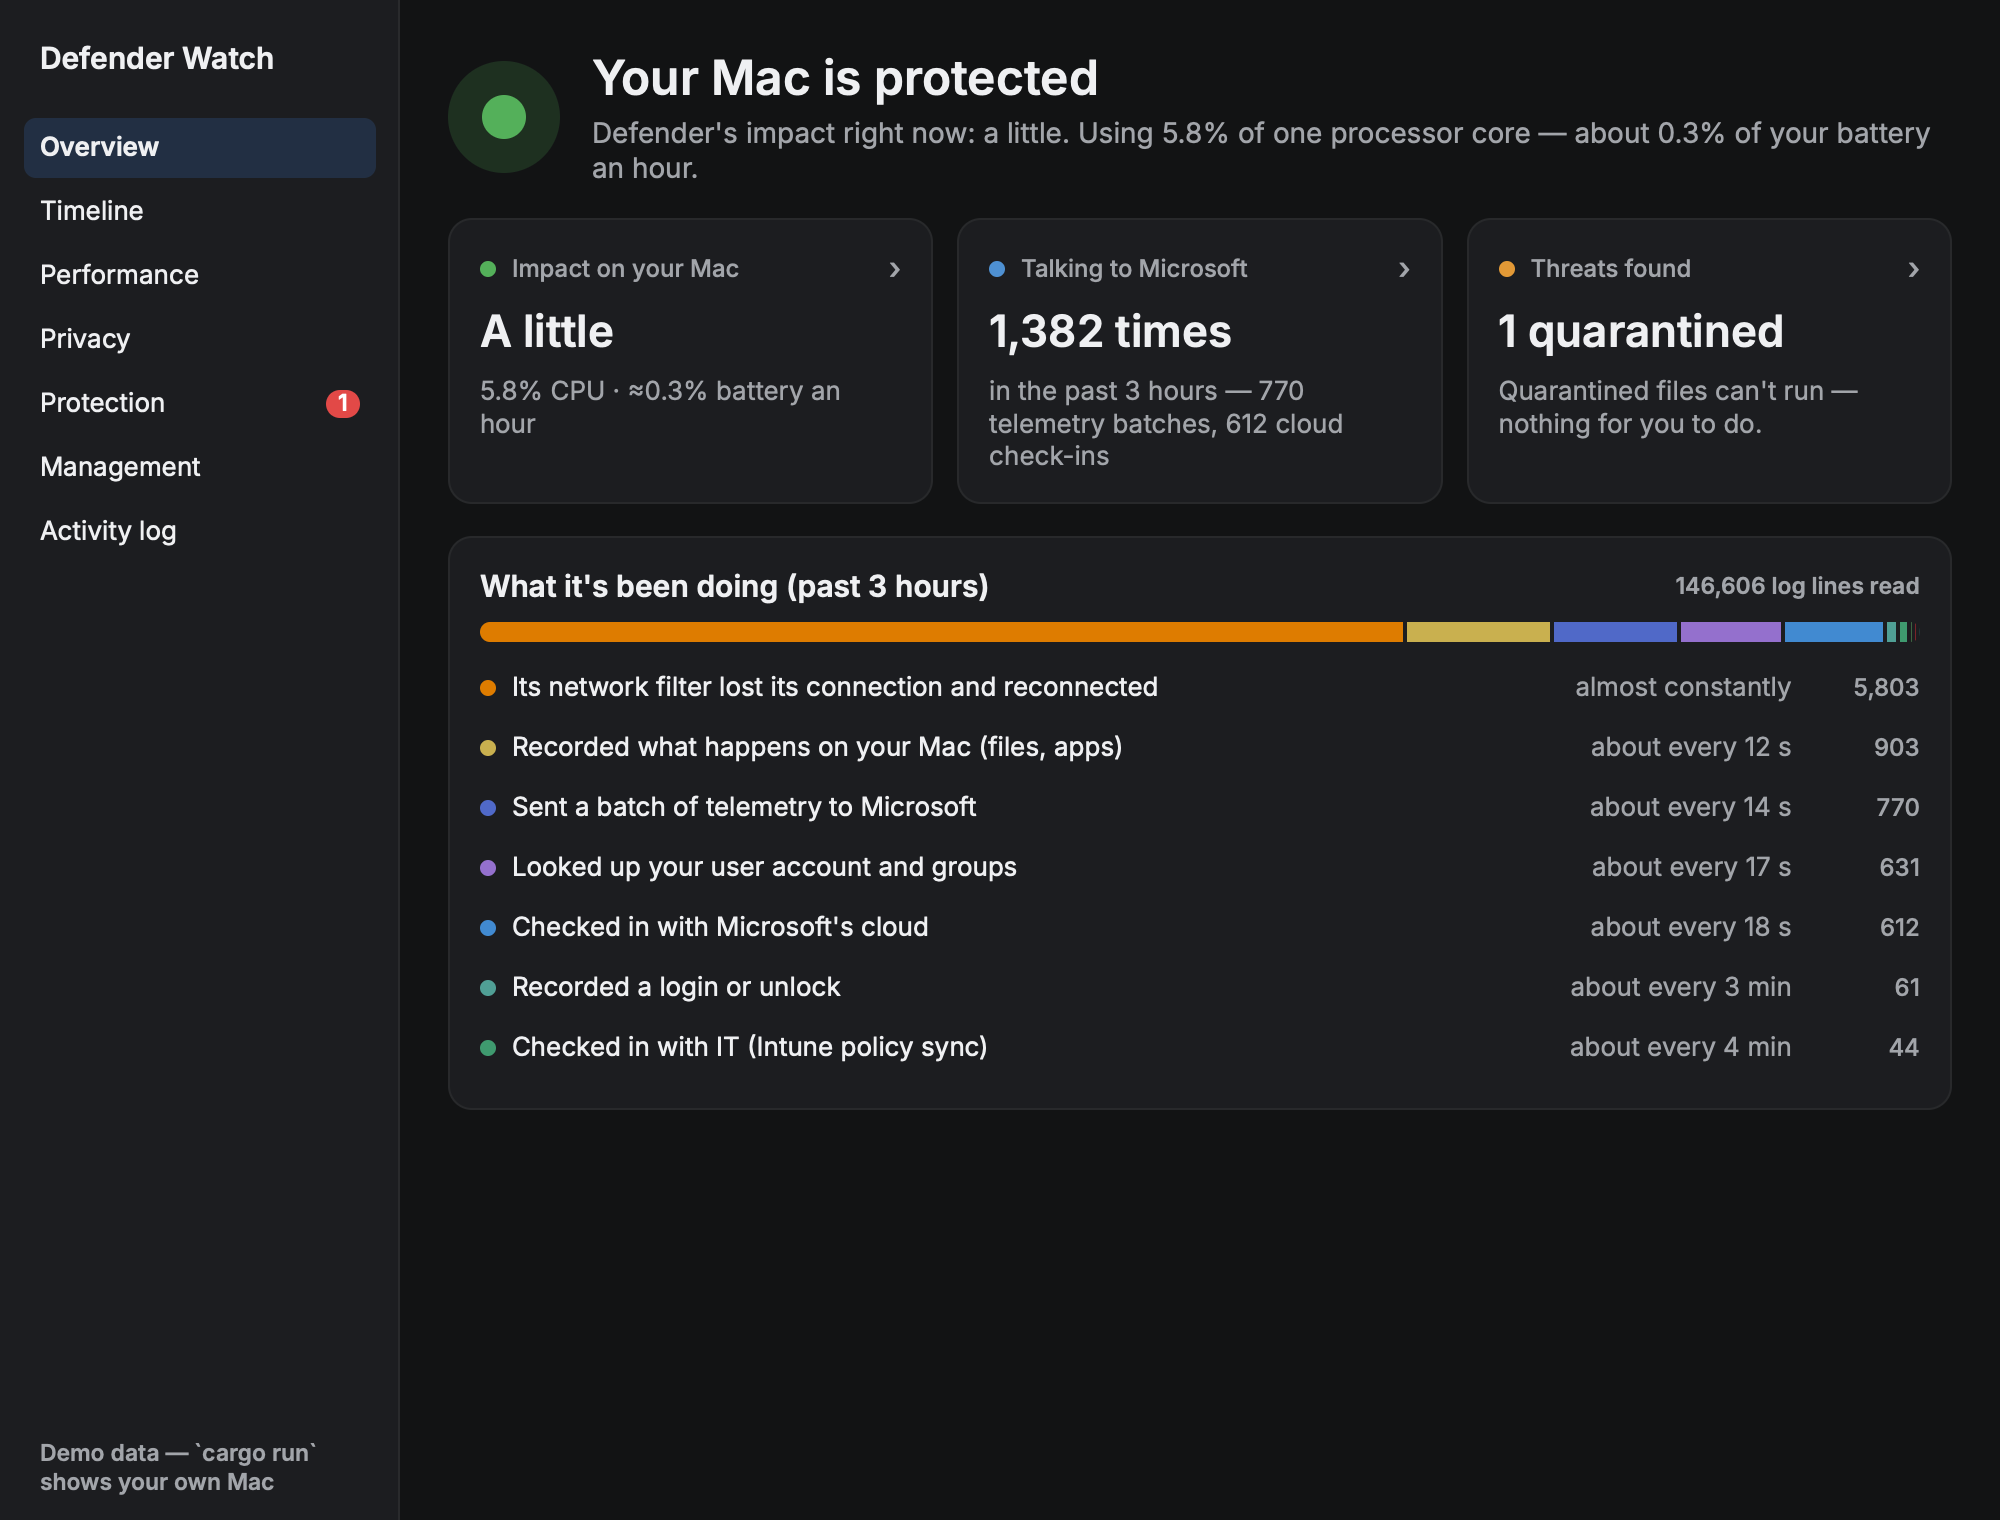 Defender Watch
Overview
Timeline
Performance
Privacy
Protection 1
Management
Activity log
Demo data — `cargo run`
shows your own Mac
Your Mac is protected
Defender's impact right now: a little. Using 5.8% of one processor core — about 0.3% of your battery
an hour.
Impact on your Mac ›
A little
5.8% CPU · ≈0.3% battery an
hour
Talking to Microsoft ›
1,382 times
in the past 3 hours — 770
telemetry batches, 612 cloud
check-ins
Threats found ›
1 quarantined
Quarantined files can't run —
nothing for you to do.
What it's been doing (past 3 hours) 146,606 log lines read
Its network filter lost its connection and reconnected almost constantly 5,803
Recorded what happens on your Mac (files, apps) about every 12 s 903
Sent a batch of telemetry to Microsoft about every 14 s 770
Looked up your user account and groups about every 17 s 631
Checked in with Microsoft's cloud about every 18 s 612
Recorded a login or unlock about every 3 min 61
Checked in with IT (Intune policy sync) about every 4 min 44